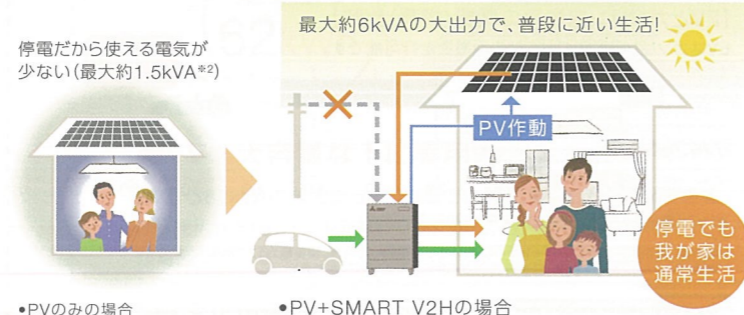 停電だから使える電気が
少ない(最大約1.5kVA※2)
•PVのみの場合
最大約6kVAの大出力で、普段に近い生活!
PV作動
停電でも
我が家は
通常生活
•PV+SMART V2Hの場合